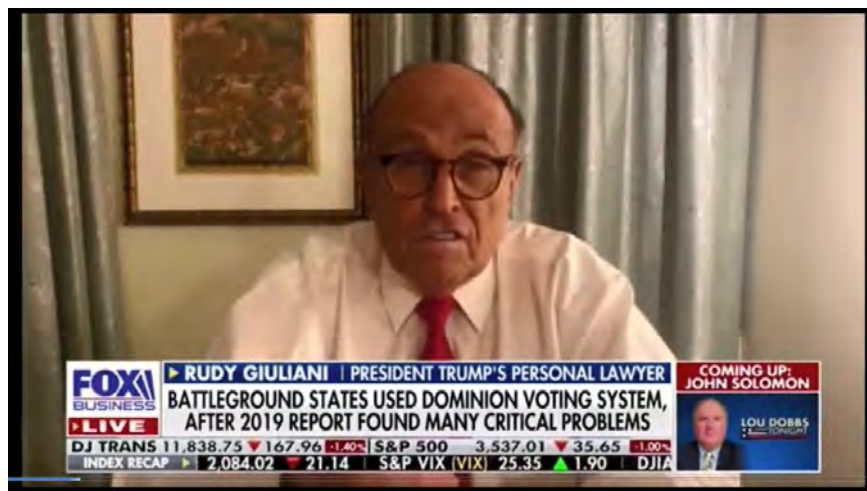 RUDY GIULIANI | PRESIDENT TRUMP'S PERSONAL LAWYER
FOX
BUSINESS
LIVE
BATTLEGROUND STATES USED DOMINION VOTING SYSTEM,
AFTER 2019 REPORT FOUND MANY CRITICAL PROBLEMS
COMING UP:
JOHN SOLOMON
LOU DOBBS
TONIGHT
DJ TRANS 11,838.75 ▼ 167.96 -1.40% S&P 500 3,537.01 ▼ 35.65 -1.00%
INDEX RECAP 2,084.02 ▼ 21.14 S&P VIX (VIX) 25.35 ▲ 1.90 DJIA